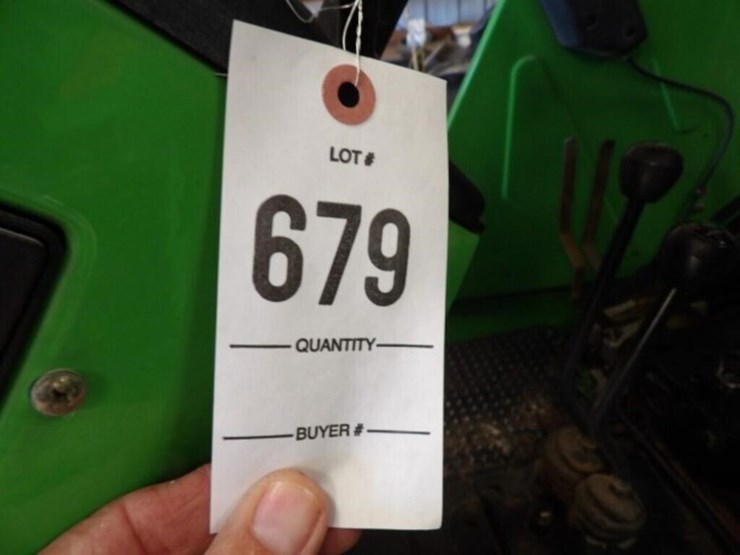 LOT #
679
QUANTITY
BUYER #